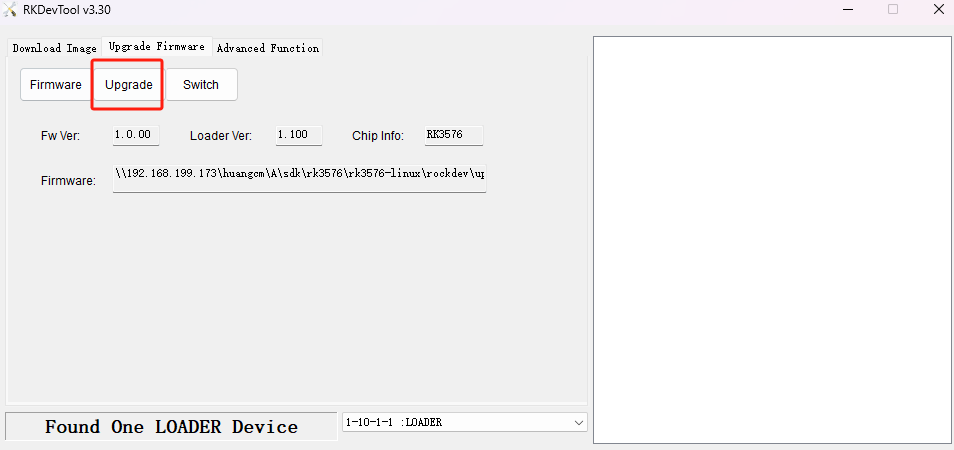 RKDevTool v3.30
Download Image Upgrade Firmware Advanced Function
Firmware Upgrade Switch
Fw Ver: 1.0.00 Loader Ver: 1.100 Chip Info: RK3576
Firmware: \\192.168.199.173\huangcm\A\sdk\rk3576\rk3576-linux\rockdev\up
Found One LOADER Device 1-10-1-1 :LOADER